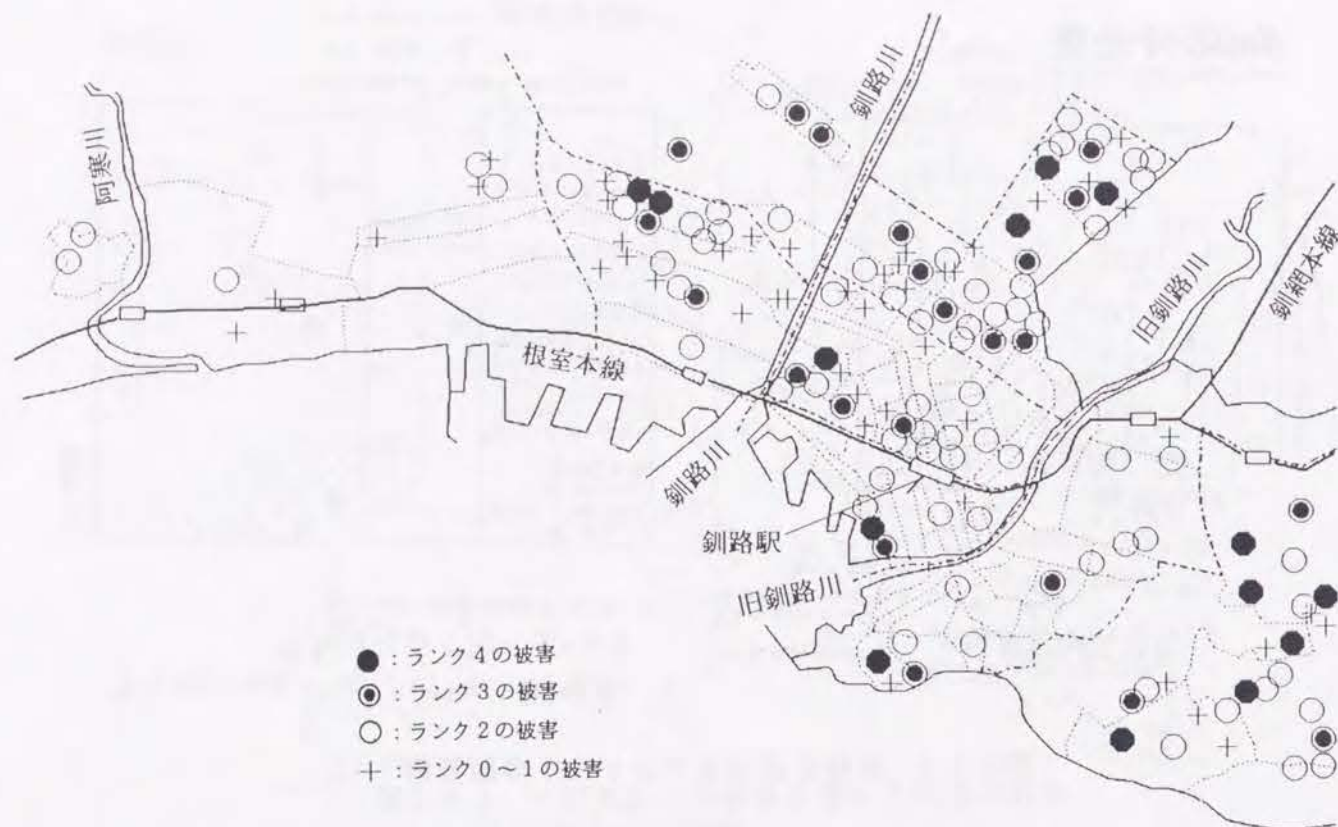 阿寒川
釧路川
旧釧路川
釧網本線
根室本線
釧路川
釧路駅
旧釧路川
● : ランク4の被害
◉ : ランク3の被害
○ : ランク2の被害
+ : ランク0〜1の被害